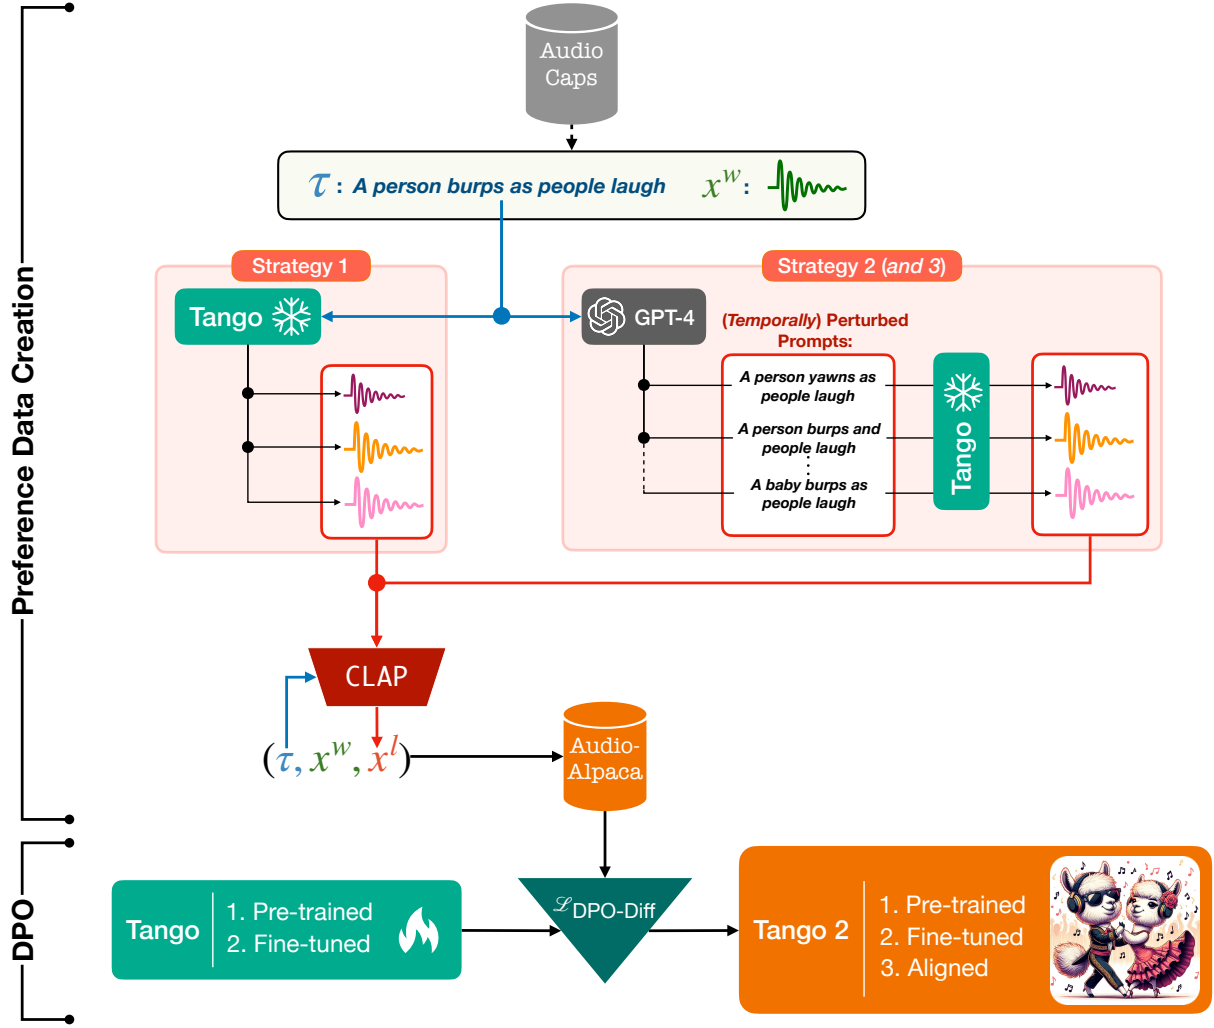 Audio
Caps
τ : A person burps as people laugh x^w :
Preference Data Creation
Strategy 1
Strategy 2 (and 3)
Tango
GPT-4
(Temporally) Perturbed
Prompts:
A person yawns as
people laugh
A person burps and
people laugh
A baby burps as
people laugh
Tango
CLAP
(τ, x^w, x^l)
Audio-
Alpaca
DPO
Tango
1. Pre-trained
2. Fine-tuned
ℒ DPO-Diff
Tango 2
1. Pre-trained
2. Fine-tuned
3. Aligned